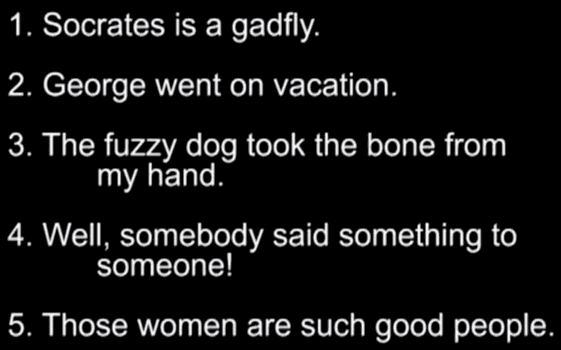 1. Socrates is a gadfly.
2. George went on vacation.
3. The fuzzy dog took the bone from
my hand.
4. Well, somebody said something to
someone!
5. Those women are such good people.